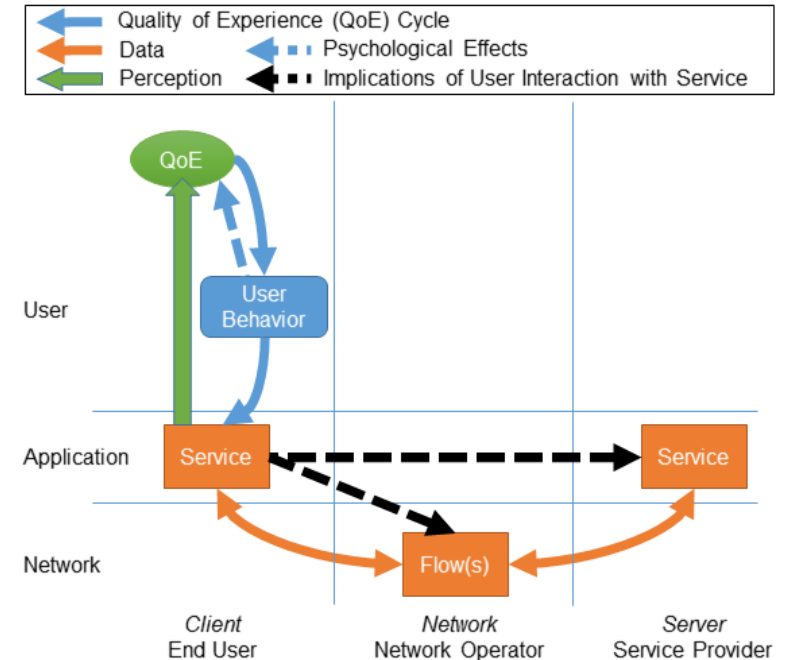 Quality of Experience (QoE) Cycle
Data
Psychological Effects
Perception
Implications of User Interaction with Service
QoE
User
Behavior
User
Application
Service
Service
Network
Flow(s)
Client
Network
Server
End User
Network Operator
Service Provider